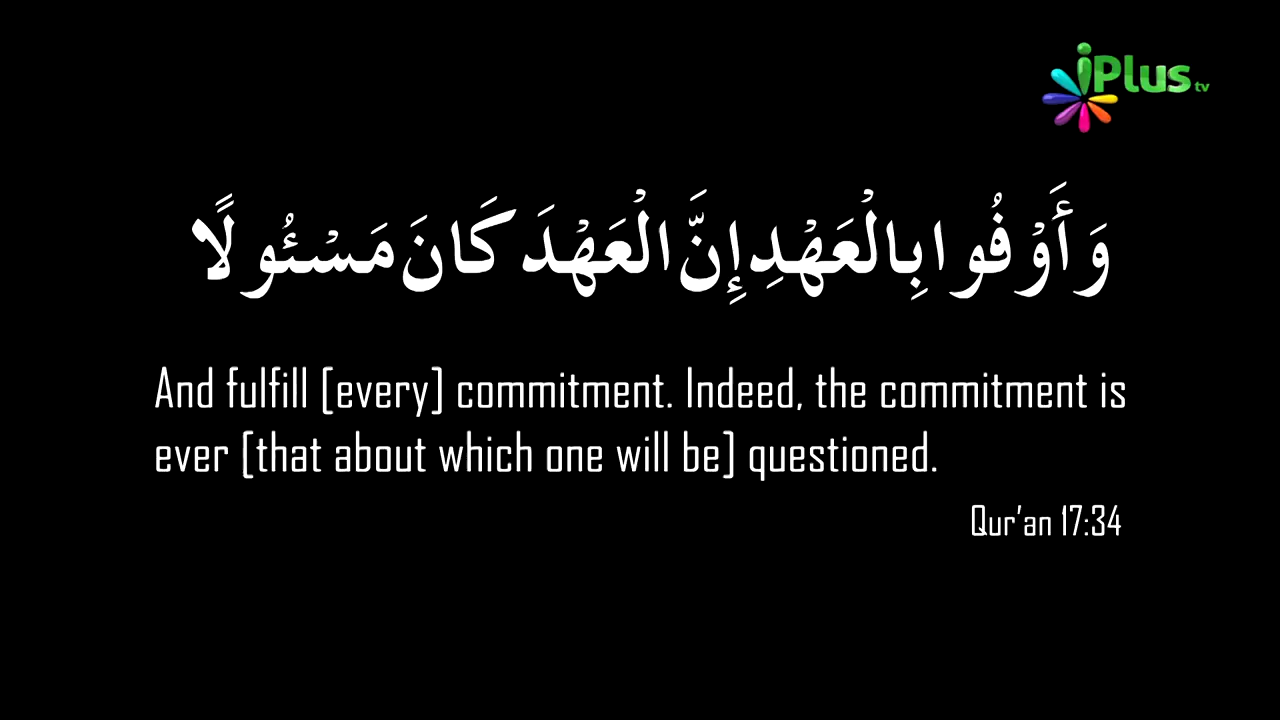 iPlus tv
وَأَوْفُوا بِالْعَهْدِ إِنَّ الْعَهْدَ كَانَ مَسْئُولًا
And fulfill [every] commitment. Indeed, the commitment is
ever [that about which one will be] questioned.
Qur’an 17:34